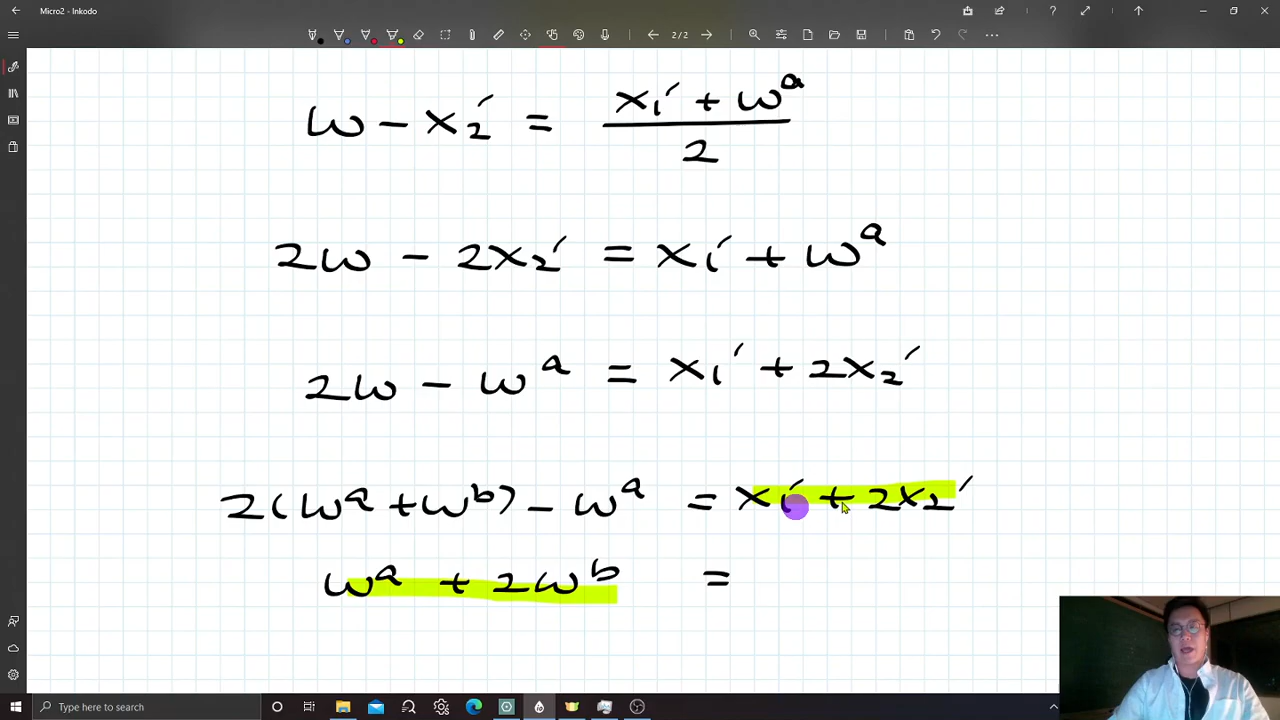 Micro2 - Inkodo
2/2
w - x₂′ = (x₁′ + wᵃ)/2
2w - 2x₂′ = x₁′ + wᵃ
2w - wᵃ = x₁′ + 2x₂′
2(wᵃ + wᵇ) - wᵃ = x₁′ + 2x₂′
wᵃ + 2wᵇ =
Type here to search